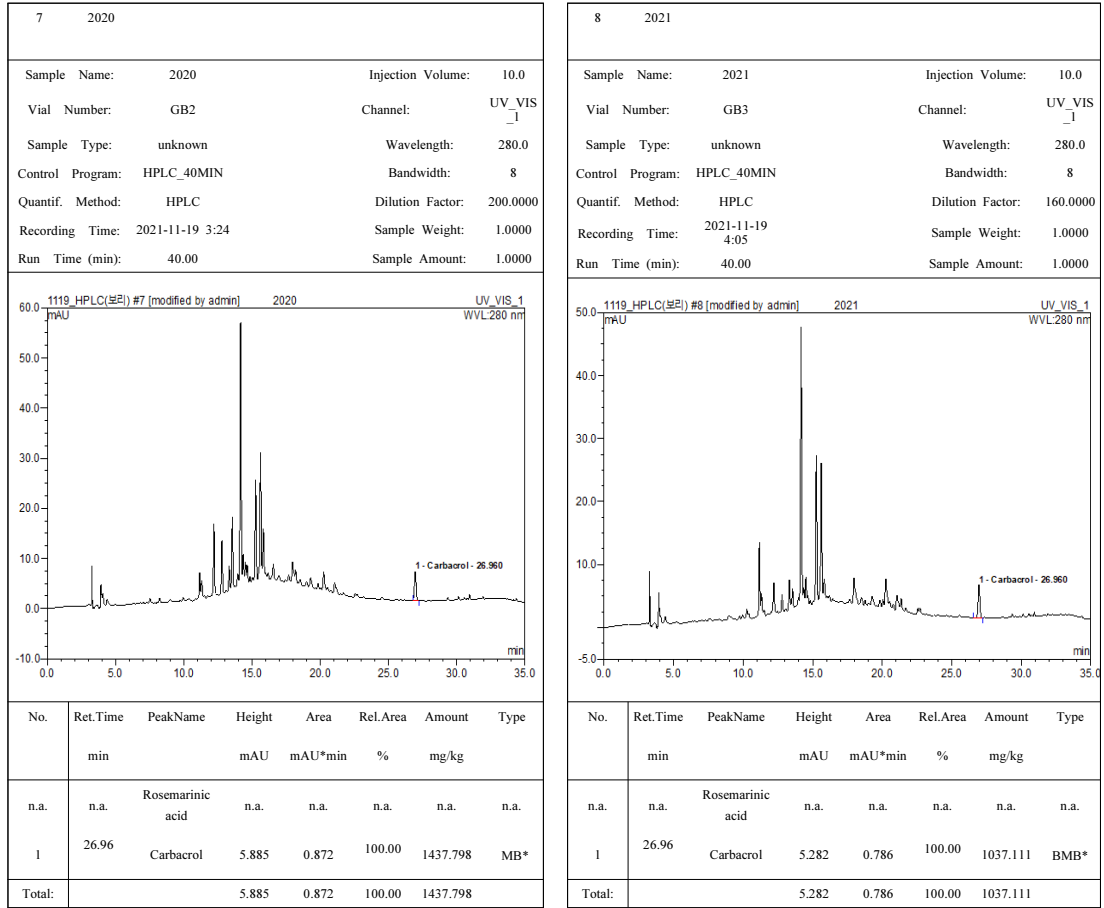 7 2020
Sample Name: 2020 Injection Volume: 10.0
Vial Number: GB2 Channel: UV_VIS
_1
Sample Type: unknown Wavelength: 280.0
Control Program: HPLC_40MIN Bandwidth: 8
Quantif. Method: HPLC Dilution Factor: 200.0000
Recording Time: 2021-11-19 3:24 Sample Weight: 1.0000
Run Time (min): 40.00 Sample Amount: 1.0000
1119_HPLC(보리) #7 [modified by admin] 2020 UV_VIS_1
mAU WVL:280 nm
60.0
50.0
40.0
30.0
20.0
10.0
0.0
-10.0
1 - Carbacrol - 26.960
min
0.0 5.0 10.0 15.0 20.0 25.0 30.0 35.0
No. Ret.Time PeakName Height Area Rel.Area Amount Type
min mAU mAU*min % mg/kg
n.a. n.a. Rosemarinic n.a. n.a. n.a. n.a. n.a.
acid
1 26.96 Carbacrol 5.885 0.872 100.00 1437.798 MB*
Total: 5.885 0.872 100.00 1437.798
8 2021
Sample Name: 2021 Injection Volume: 10.0
Vial Number: GB3 Channel: UV_VIS
_1
Sample Type: unknown Wavelength: 280.0
Control Program: HPLC_40MIN Bandwidth: 8
Quantif. Method: HPLC Dilution Factor: 160.0000
Recording Time: 2021-11-19
4:05 Sample Weight: 1.0000
Run Time (min): 40.00 Sample Amount: 1.0000
1119_HPLC(보리) #8 [modified by admin] 2021 UV_VIS_1
mAU WVL:280 nm
50.0
40.0
30.0
20.0
10.0
-5.0
1 - Carbacrol - 26.960
min
0.0 5.0 10.0 15.0 20.0 25.0 30.0 35.0
No. Ret.Time PeakName Height Area Rel.Area Amount Type
min mAU mAU*min % mg/kg
n.a. n.a. Rosemarinic n.a. n.a. n.a. n.a. n.a.
acid
1 26.96 Carbacrol 5.282 0.786 100.00 1037.111 BMB*
Total: 5.282 0.786 100.00 1037.111